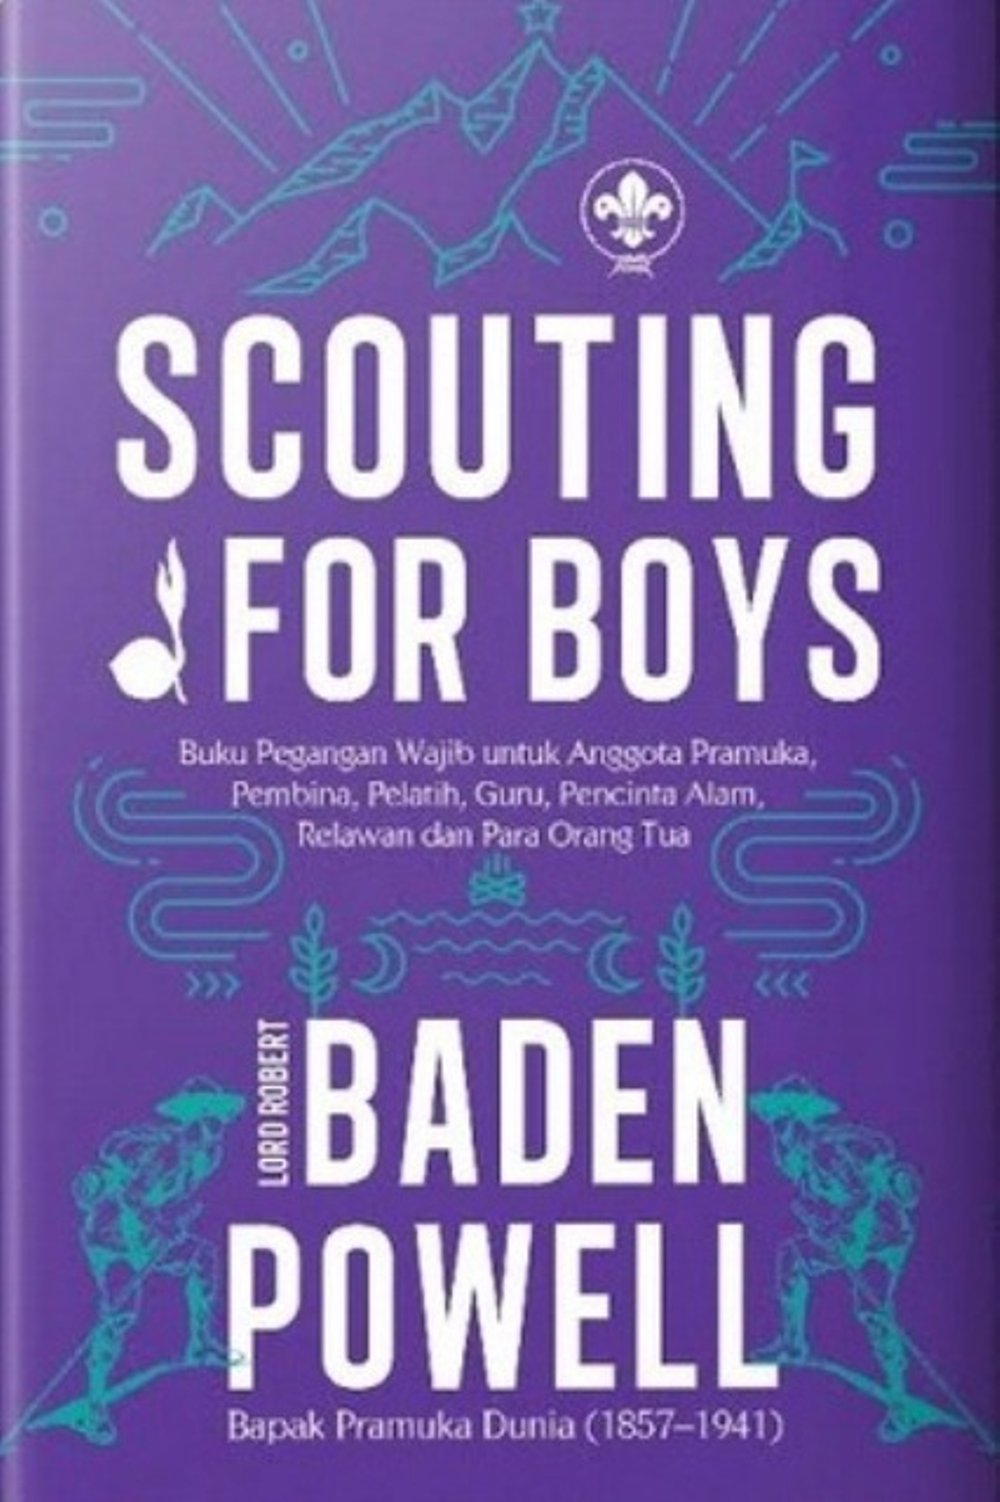 SCOUTING
FOR BOYS
Buku Pegangan Wajib untuk Anggota Pramuka,
Pembina, Pelatih, Guru, Pencinta Alam,
Relawan dan Para Orang Tua
LORD ROBERT
BADEN
POWELL
Bapak Pramuka Dunia (1857–1941)